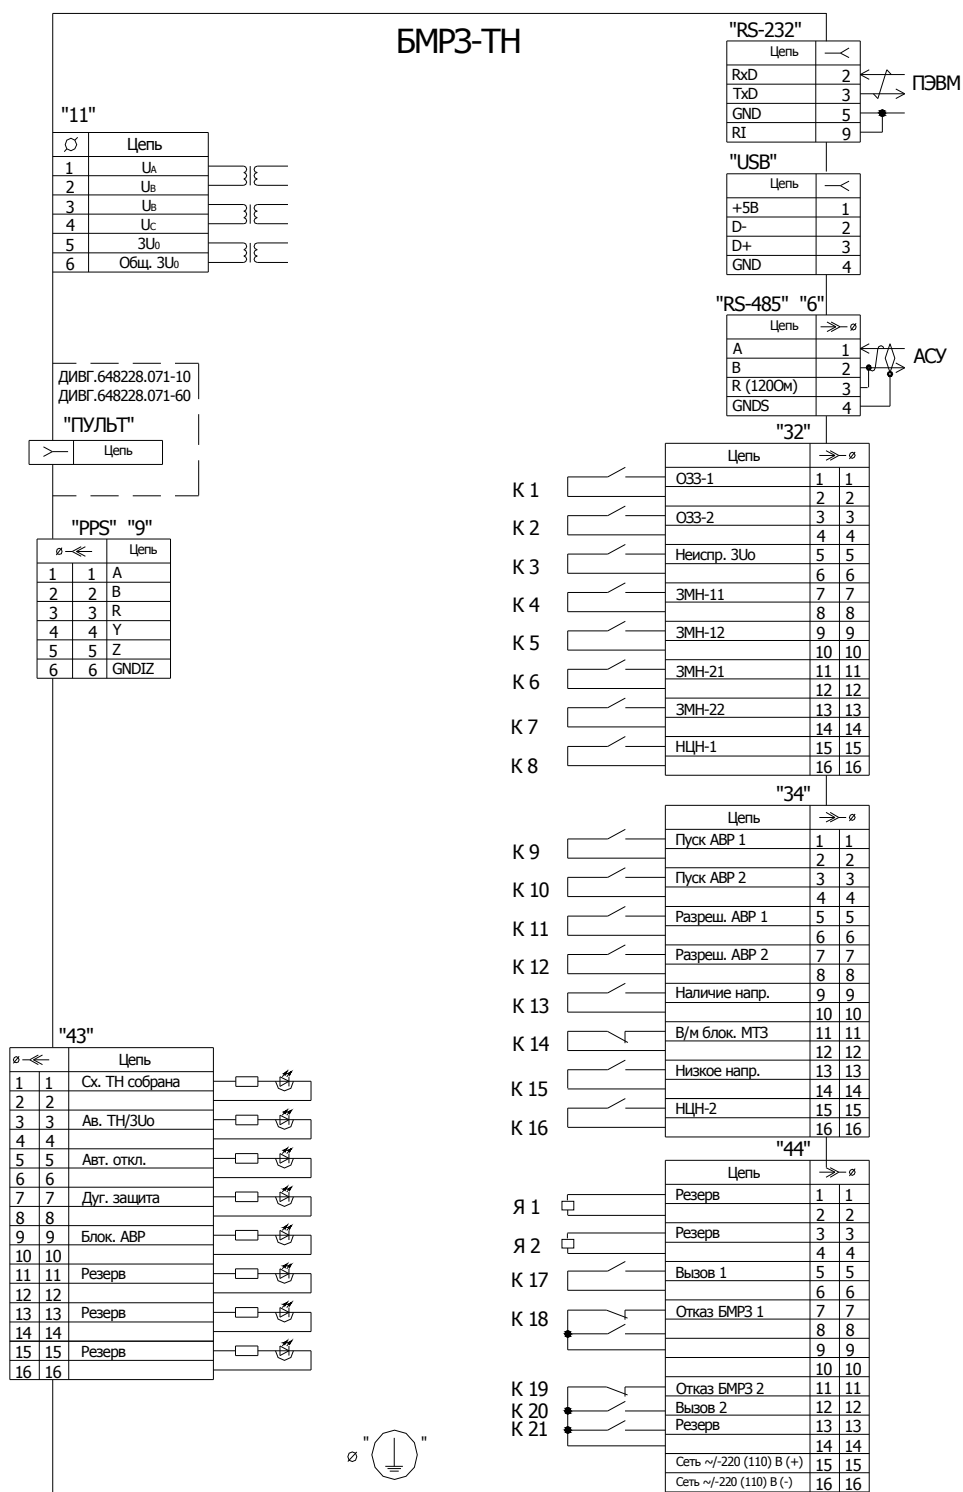 БМРЗ-ТН
"RS-232"
Цепь
RxD 2
TxD 3
GND 5
RI 9
ПЭВМ
"11"
Цепь
1 UA
2 UB
3 UB
4 UC
5 3U0
6 Общ. 3U0
"USB"
Цепь
+5В 1
D- 2
D+ 3
GND 4
"RS-485" "6"
Цепь ø
A 1
B 2
R (120Ом) 3
GNDS 4
АСУ
ДИВГ.648228.071-10
ДИВГ.648228.071-60
"ПУЛЬТ"
Цепь
"PPS" "9"
ø Цепь
1 1 A
2 2 B
3 3 R
4 4 Y
5 5 Z
6 6 GNDIZ
"32"
Цепь ø
К 1 ОЗЗ-1 1 1
2 2
К 2 ОЗЗ-2 3 3
4 4
К 3 Неиспр. 3Uо 5 5
6 6
К 4 ЗМН-11 7 7
8 8
К 5 ЗМН-12 9 9
10 10
К 6 ЗМН-21 11 11
12 12
К 7 ЗМН-22 13 13
14 14
К 8 НЦН-1 15 15
16 16
"34"
Цепь ø
К 9 Пуск АВР 1 1 1
2 2
К 10 Пуск АВР 2 3 3
4 4
К 11 Разреш. АВР 1 5 5
6 6
К 12 Разреш. АВР 2 7 7
8 8
К 13 Наличие напр. 9 9
10 10
К 14 В/м блок. МТЗ 11 11
12 12
К 15 Низкое напр. 13 13
14 14
К 16 НЦН-2 15 15
16 16
"43"
ø Цепь
1 1 Сх. ТН собрана
2 2
3 3 Ав. ТН/3Uо
4 4
5 5 Авт. откл.
6 6
7 7 Дуг. защита
8 8
9 9 Блок. АВР
10 10
11 11 Резерв
12 12
13 13 Резерв
14 14
15 15 Резерв
16 16
"44"
Цепь ø
Я 1 Резерв 1 1
2 2
Я 2 Резерв 3 3
4 4
К 17 Вызов 1 5 5
6 6
К 18 Отказ БМРЗ 1 7 7
8 8
9 9
10 10
К 19 Отказ БМРЗ 2 11 11
К 20 Вызов 2 12 12
К 21 Резерв 13 13
14 14
Сеть ~/-220 (110) В (+) 15 15
Сеть ~/-220 (110) В (-) 16 16
ø " "